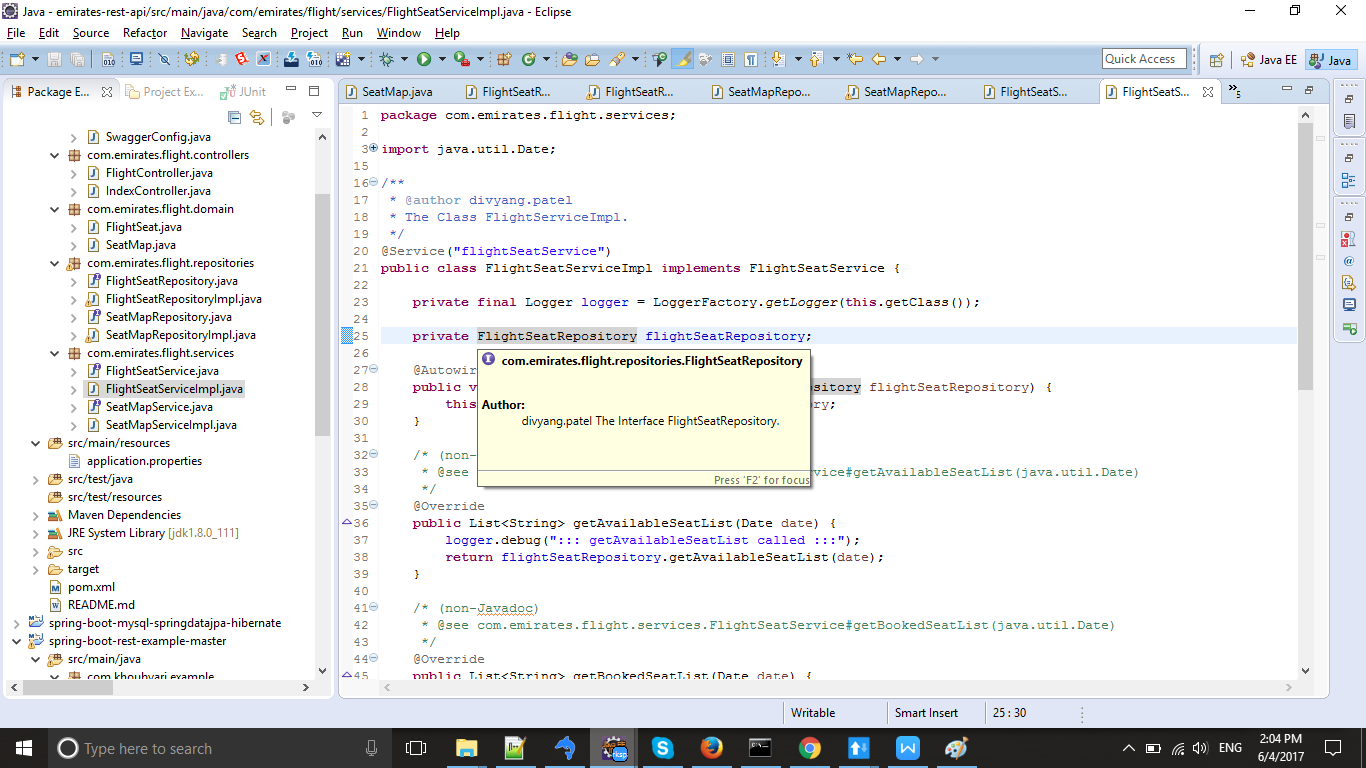 Java - emirates-rest-api/src/main/java/com/emirates/flight/services/FlightSeatServiceImpl.java - Eclipse
File Edit Source Refactor Navigate Search Project Run Window Help
Quick Access
Java EE
Java
Package E...
Project Ex...
JUnit
SwaggerConfig.java
com.emirates.flight.controllers
FlightController.java
IndexController.java
com.emirates.flight.domain
FlightSeat.java
SeatMap.java
com.emirates.flight.repositories
FlightSeatRepository.java
FlightSeatRepositoryImpl.java
SeatMapRepository.java
SeatMapRepositoryImpl.java
com.emirates.flight.services
FlightSeatService.java
FlightSeatServiceImpl.java
SeatMapService.java
SeatMapServiceImpl.java
src/main/resources
application.properties
src/test/java
src/test/resources
Maven Dependencies
JRE System Library [jdk1.8.0_111]
src
target
pom.xml
README.md
spring-boot-mysql-springdatajpa-hibernate
spring-boot-rest-example-master
src/main/java
com.khoubyari.example
SeatMap.java
FlightSeatR...
FlightSeatR...
SeatMapRepo...
SeatMapRepo...
FlightSeatS...
FlightSeatS...
5
1 package com.emirates.flight.services;
2
3 import java.util.Date;
15
16 /**
17 * @author divyang.patel
18 * The Class FlightServiceImpl.
19 */
20 @Service("flightSeatService")
21 public class FlightSeatServiceImpl implements FlightSeatService {
22
23 private final Logger logger = LoggerFactory.getLogger(this.getClass());
24
25 private FlightSeatRepository flightSeatRepository;
26
27 @Autowir
28 public v sitory flightSeatRepository) {
29 this ry;
30 }
31
32 /* (non-
33 * @see vice#getAvailableSeatList(java.util.Date)
34 */
35 @Override
36 public List<String> getAvailableSeatList(Date date) {
37 logger.debug("::: getAvailableSeatList called :::");
38 return flightSeatRepository.getAvailableSeatList(date);
39 }
40
41 /* (non-Javadoc)
42 * @see com.emirates.flight.services.FlightSeatService#getBookedSeatList(java.util.Date)
43 */
44 @Override
45 public List<String> getBookedSeatList(Date date) {
com.emirates.flight.repositories.FlightSeatRepository
Author:
divyang.patel The Interface FlightSeatRepository.
Press 'F2' for focus
Writable
Smart Insert
25 : 30
Type here to search
ENG
2:04 PM
6/4/2017